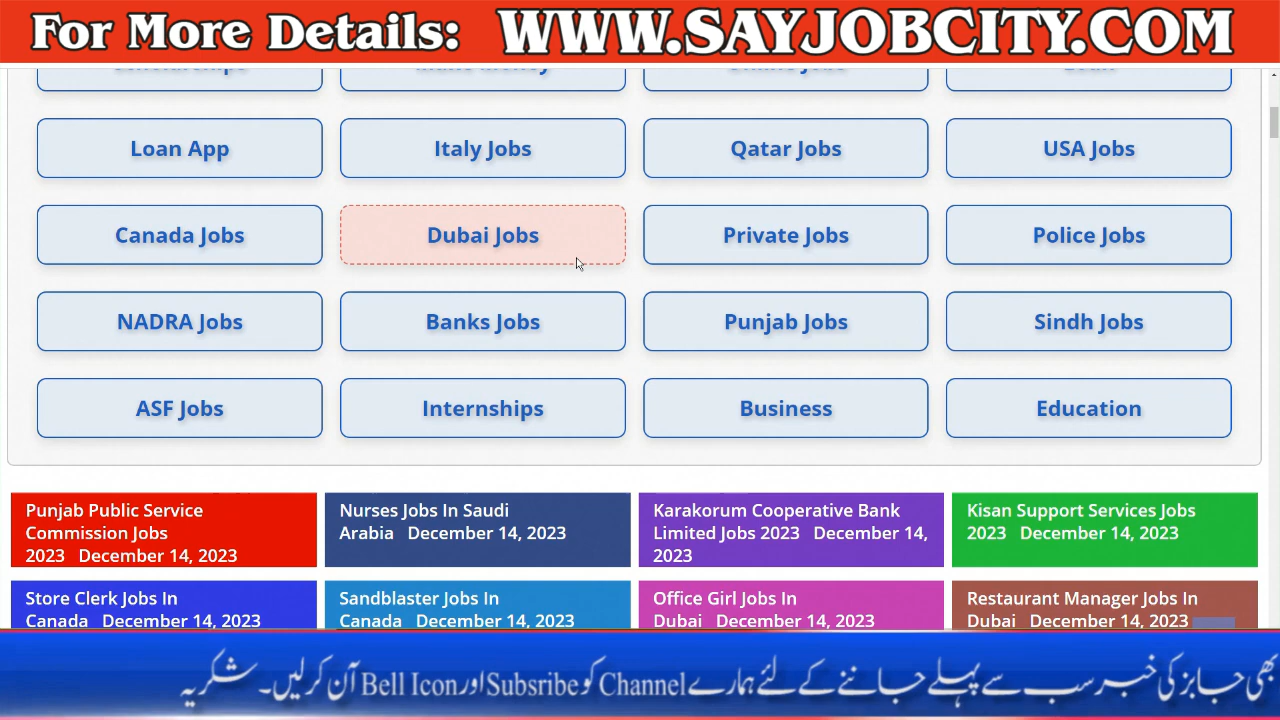 For More Details: WWW.SAYJOBCITY.COM
Loan App Italy Jobs Qatar Jobs USA Jobs
Canada Jobs Dubai Jobs Private Jobs Police Jobs
NADRA Jobs Banks Jobs Punjab Jobs Sindh Jobs
ASF Jobs Internships Business Education
Punjab Public Service
Commission Jobs
2023 December 14, 2023
Nurses Jobs In Saudi
Arabia December 14, 2023
Karakorum Cooperative Bank
Limited Jobs 2023 December 14,
2023
Kisan Support Services Jobs
2023 December 14, 2023
Store Clerk Jobs In
Canada December 14, 2023
Sandblaster Jobs In
Canada December 14, 2023
Office Girl Jobs In
Dubai December 14, 2023
Restaurant Manager Jobs In
Dubai December 14, 2023
بھی جابز کی خبر سب سے پہلے جاننے کے لئے ہمارے Channel کو Subsribe اور Bell Icon آن کرلیں۔ شکریہ